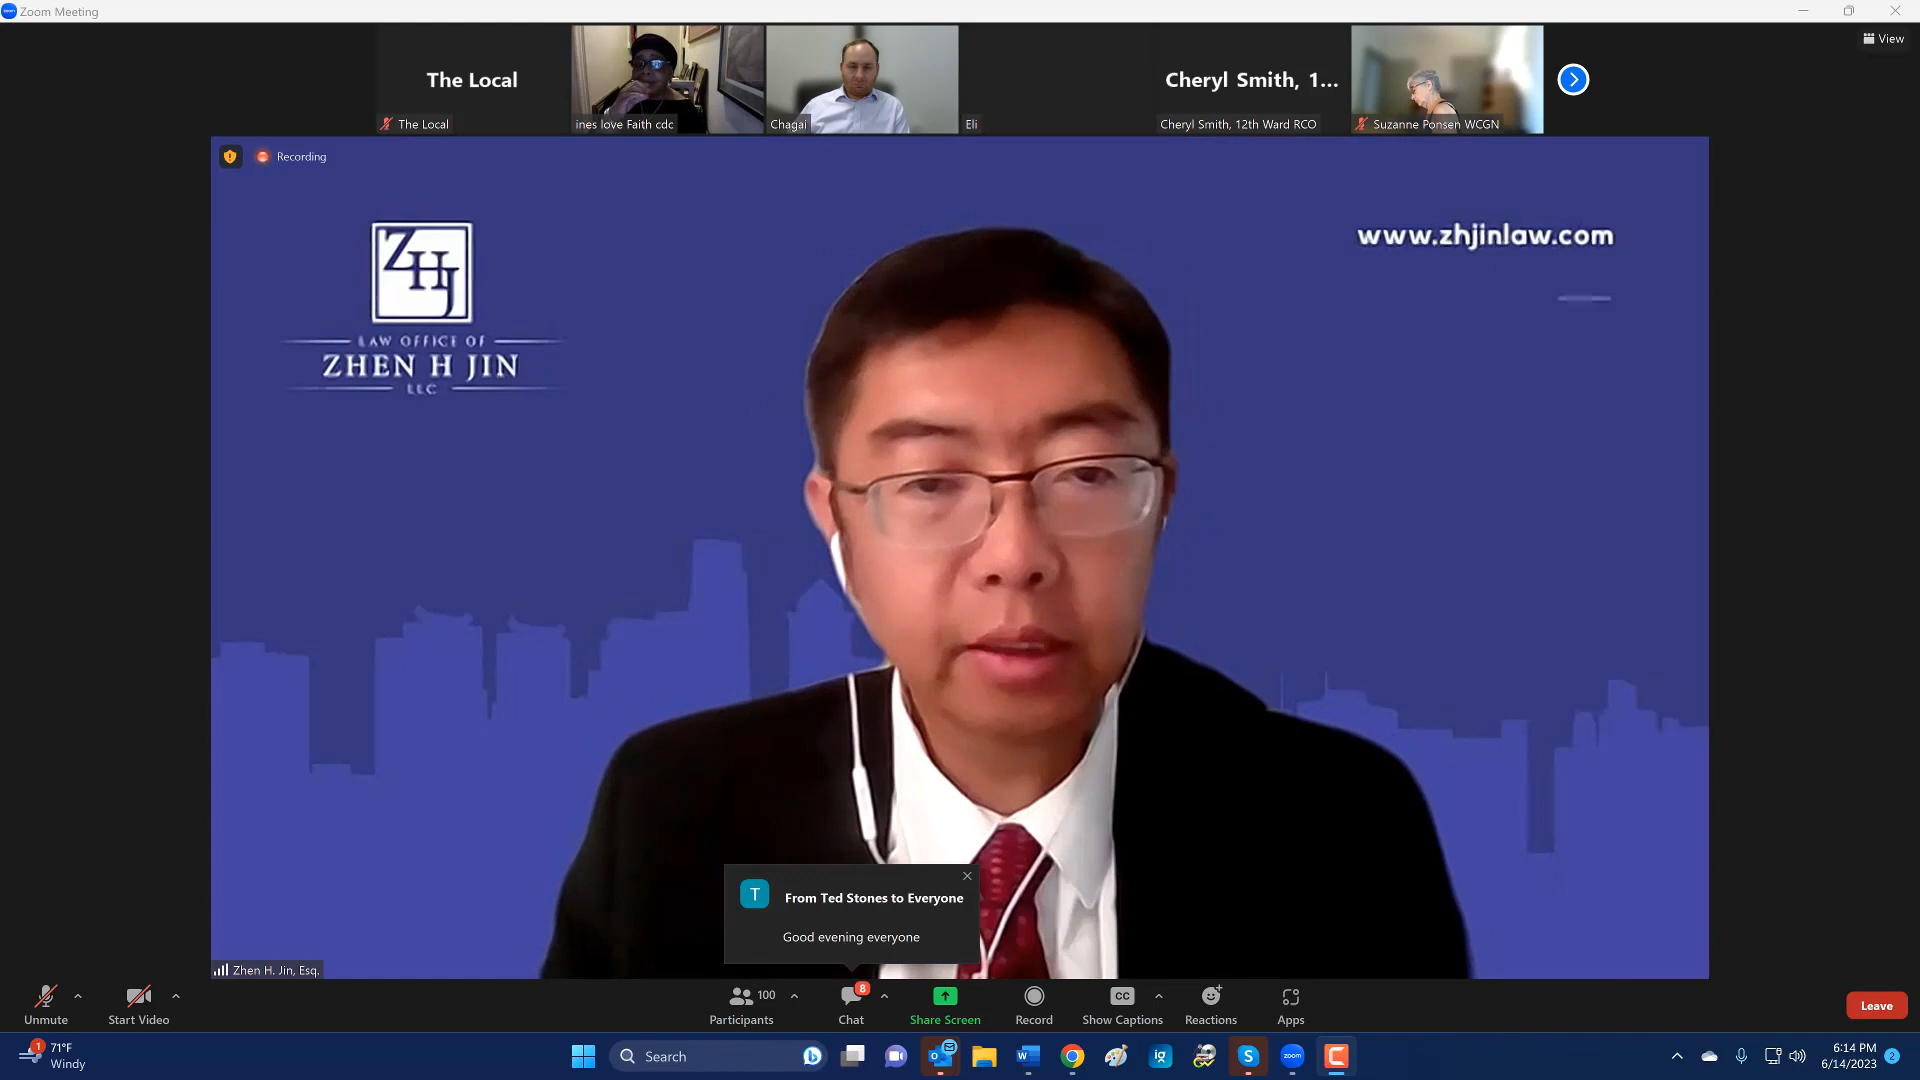 Zoom Meeting
View
The Local
Cheryl Smith, 1...
The Local
ines love Faith cdc
Chagai
Eli
Cheryl Smith, 12th Ward RCO
Suzanne Ponsen WCGN
Recording
ZHJ
LAW OFFICE OF
ZHEN H JIN
LLC
www.zhjinlaw.com
T
From Ted Stones to Everyone
Good evening everyone
Zhen H. Jin, Esq.
Unmute
Start Video
100
Participants
8
Chat
Share Screen
Record
CC
Show Captions
Reactions
Apps
Leave
1
71°F
Windy
Search
zoom
6:14 PM
6/14/2023
2